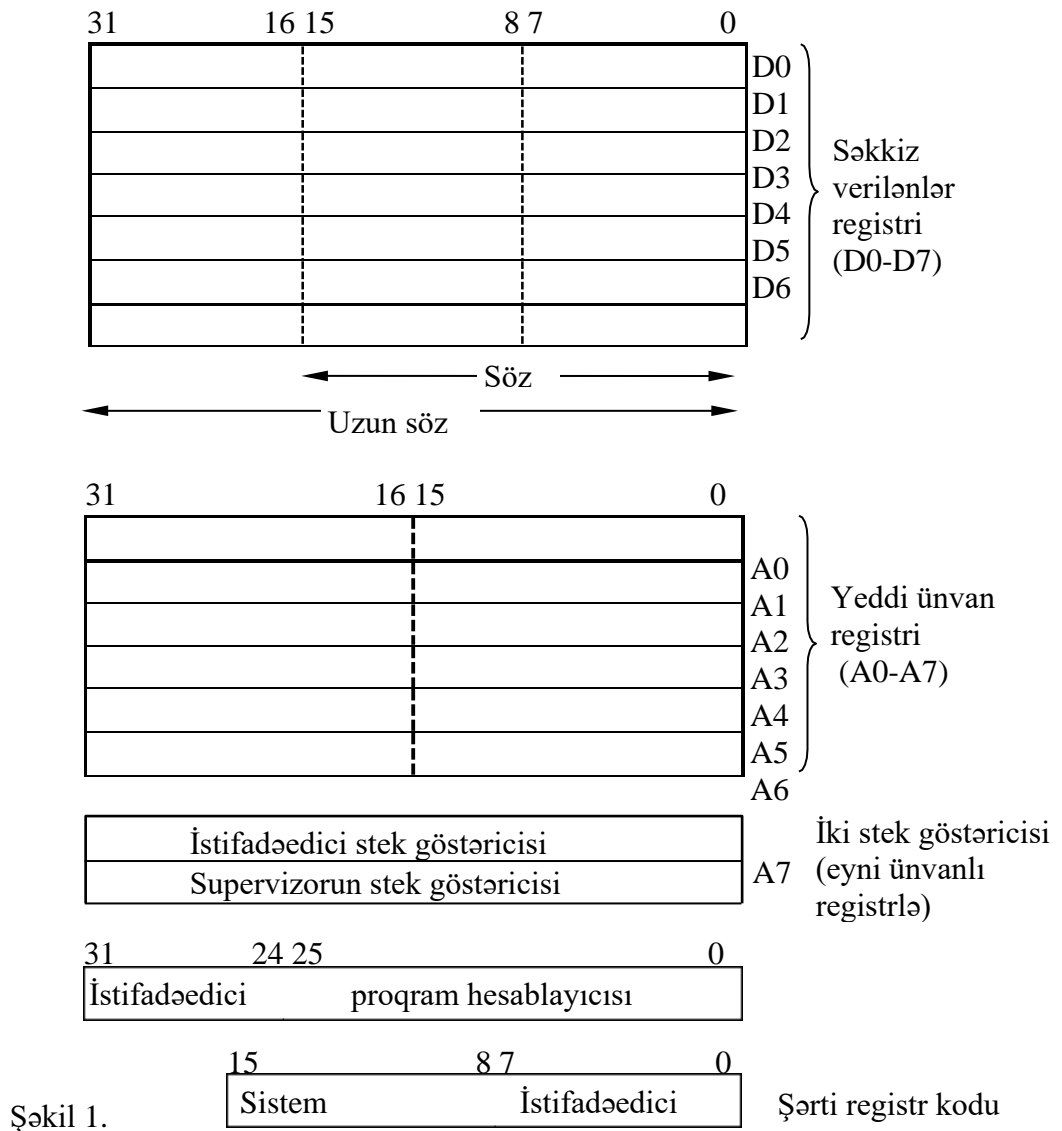 31 16 15 8 7 0
D0
D1
D2
D3
D4
D5
D6
Səkkiz
verilənlər
registri
(D0-D7)
Söz
Uzun söz
31 16 15 0
A0
A1
A2
A3
A4
A5
A6
Yeddi ünvan
registri
(A0-A7)
İstifadəedici stek göstəricisi
Supervizorun stek göstəricisi
A7
İki stek göstəricisi
(eyni ünvanlı
registrlə)
31 24 25 0
İstifadəedici proqram hesablayıcısı
15 8 7 0
Sistem İstifadəedici
Şərti registr kodu
Şəkil 1.